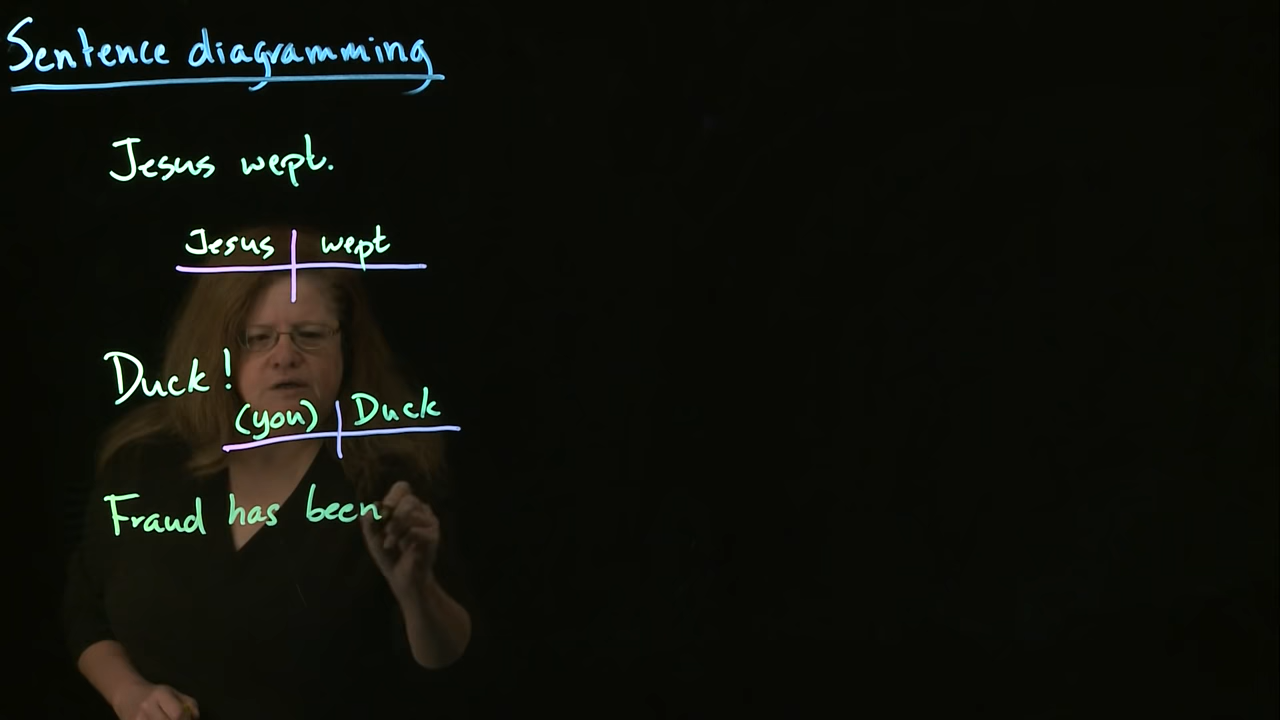 Sentence diagramming
Jesus wept.
Jesus wept
Duck!
(you) Duck
Fraud has been